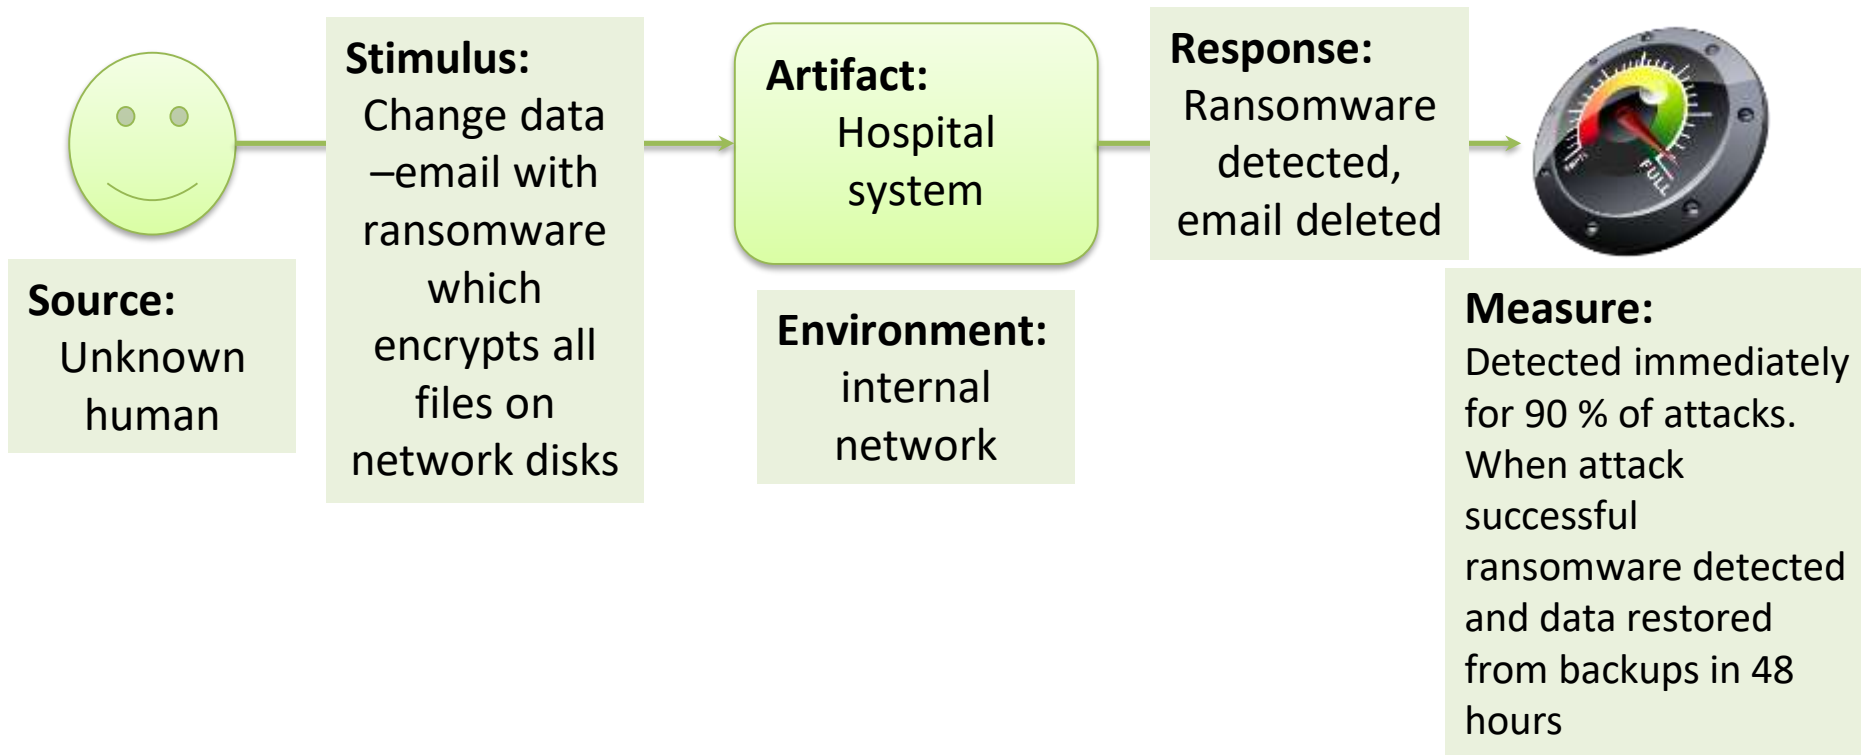 Source:
Unknown
human
Stimulus:
Change data
–email with
ransomware
which
encrypts all
files on
network disks
Artifact:
Hospital
system
Environment:
internal
network
Response:
Ransomware
detected,
email deleted
FULL
Measure:
Detected immediately
for 90 % of attacks.
When attack
successful
ransomware detected
and data restored
from backups in 48
hours